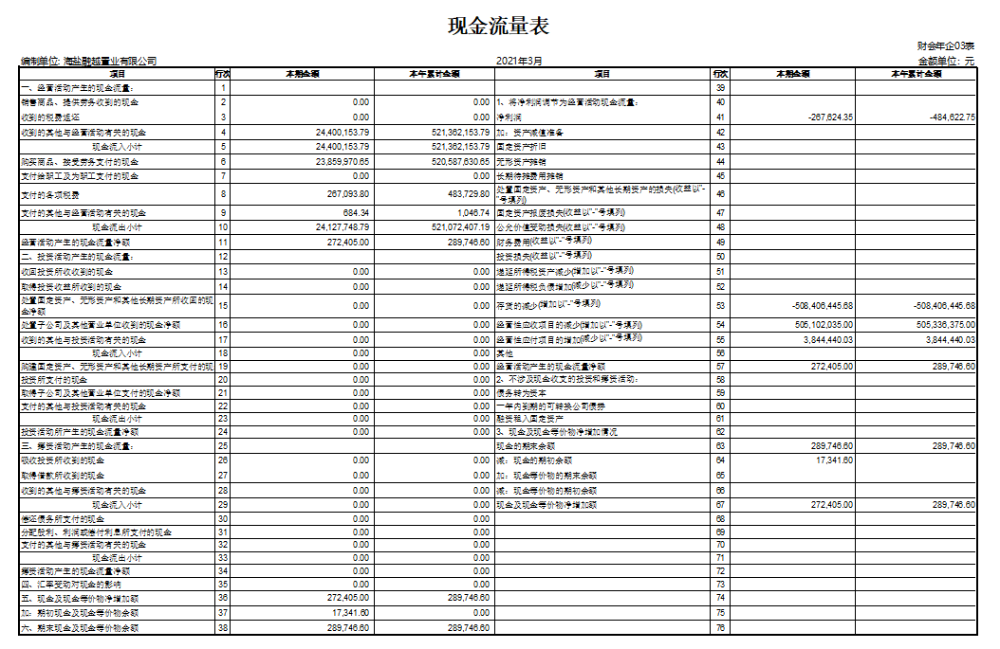 现金流量表
财会年企03表
编制单位: 海盐融越置业有限公司 2021年3月 金额单位: 元
项目 行次 本期金额 本年累计金额 项目 行次 本期金额 本年累计金额
一、经营活动产生的现金流量: 1 39
销售商品、提供劳务收到的现金 2 0.00 0.00 1、将净利润调节为经营活动现金流量: 40
收到的税费返还 3 0.00 0.00 净利润 41 -267,624.35 -484,622.75
收到的其他与经营活动有关的现金 4 24,400,153.79 521,362,153.79 加: 资产减值准备 42
现金流入小计 5 24,400,153.79 521,362,153.79 固定资产折旧 43
购买商品、接受劳务支付的现金 6 23,859,970.65 520,587,630.65 无形资产摊销 44
支付给职工及为职工支付的现金 7 0.00 0.00 长期待摊费用摊销 45
支付的各项税费 8 267,093.80 483,729.80 处置固定资产、无形资产和其他长期资产的损失(收益以"-"号填列) 46
支付的其他与经营活动有关的现金 9 684.34 1,046.74 固定资产报废损失(收益以"-"号填列) 47
现金流出小计 10 24,127,748.79 521,072,407.19 公允价值变动损失(收益以"-"号填列) 48
经营活动产生的现金流量净额 11 272,405.00 289,746.60 财务费用(收益以"-"号填列) 49
二、投资活动产生的现金流量: 12 投资损失(收益以"-"号填列) 50
收回投资所收到的现金 13 0.00 0.00 递延所得税资产减少(增加以"-"号填列) 51
取得投资收益所收到的现金 14 0.00 0.00 递延所得税负债增加(减少以"-"号填列) 52
处置固定资产、无形资产和其他长期资产所收回的现金净额 15 0.00 0.00 存货的减少(增加以"-"号填列) 53 -508,406,445.68 -508,406,445.68
处置子公司及其他营业单位收到的现金净额 16 0.00 0.00 经营性应收项目的减少(增加以"-"号填列) 54 505,102,035.00 505,336,375.00
收到的其他与投资活动有关的现金 17 0.00 0.00 经营性应付项目的增加(减少以"-"号填列) 55 3,844,440.03 3,844,440.03
现金流入小计 18 0.00 0.00 其他 56
购建固定资产、无形资产和其他长期资产所支付的现 19 0.00 0.00 经营活动产生的现金流量净额 57 272,405.00 289,746.60
投资所支付的现金 20 0.00 0.00 2、不涉及现金收支的投资和筹资活动: 58
取得子公司及其他营业单位支付的现金净额 21 0.00 0.00 债务转为资本 59
支付的其他与投资活动有关的现金 22 0.00 0.00 一年内到期的可转换公司债券 60
现金流出小计 23 0.00 0.00 融资租入固定资产 61
投资活动所产生的现金流量净额 24 0.00 0.00 3、现金及现金等价物净增加情况 62
三、筹资活动产生的现金流量: 25 现金的期末余额 63 289,746.60 289,746.60
吸收投资所收到的现金 26 0.00 0.00 减: 现金的期初余额 64 17,341.60
取得借款所收到的现金 27 0.00 0.00 加: 现金等价物的期末余额 65
收到的其他与筹资活动有关的现金 28 0.00 0.00 减: 现金等价物的期初余额 66
现金流入小计 29 0.00 0.00 现金及现金等价物净增加额 67 272,405.00 289,746.60
偿还债务所支付的现金 30 0.00 0.00 68
分配股利、利润或偿付利息所支付的现金 31 0.00 0.00 69
支付的其他与筹资活动有关的现金 32 0.00 0.00 70
现金流出小计 33 0.00 0.00 71
筹资活动产生的现金流量净额 34 0.00 0.00 72
四、汇率变动对现金的影响 35 0.00 0.00 73
五、现金及现金等价物净增加额 36 272,405.00 289,746.60 74
加: 期初现金及现金等价物余额 37 17,341.60 0.00 75
六、期末现金及现金等价物余额 38 289,746.60 289,746.60 76